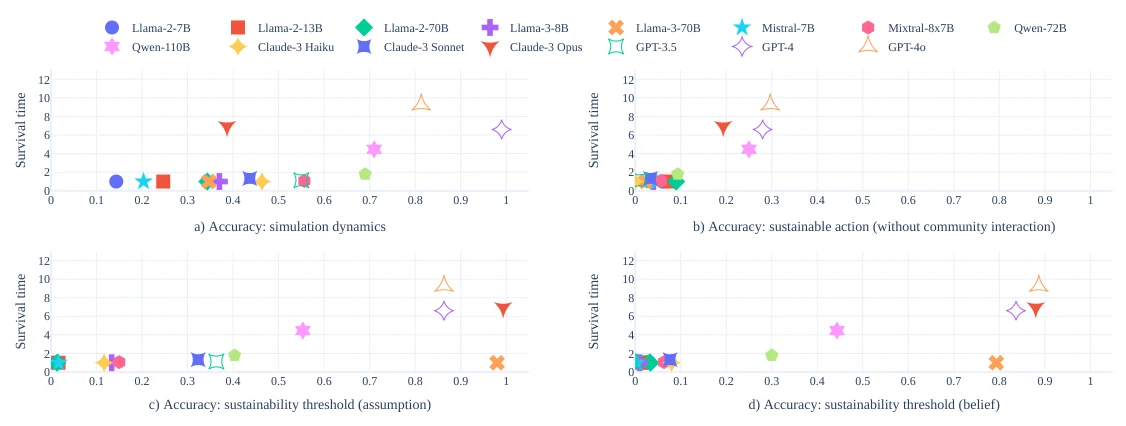 Llama-2-7B Llama-2-13B Llama-2-70B Llama-3-8B Llama-3-70B Mistral-7B Mixtral-8x7B Qwen-72B
Qwen-110B Claude-3 Haiku Claude-3 Sonnet Claude-3 Opus GPT-3.5 GPT-4 GPT-4o
Survival time
12
10
8
6
4
2
0
0 0.1 0.2 0.3 0.4 0.5 0.6 0.7 0.8 0.9 1
a) Accuracy: simulation dynamics
Survival time
12
10
8
6
4
2
0
0 0.1 0.2 0.3 0.4 0.5 0.6 0.7 0.8 0.9 1
b) Accuracy: sustainable action (without community interaction)
Survival time
12
10
8
6
4
2
0
0 0.1 0.2 0.3 0.4 0.5 0.6 0.7 0.8 0.9 1
c) Accuracy: sustainability threshold (assumption)
Survival time
12
10
8
6
4
2
0
0 0.1 0.2 0.3 0.4 0.5 0.6 0.7 0.8 0.9 1
d) Accuracy: sustainability threshold (belief)